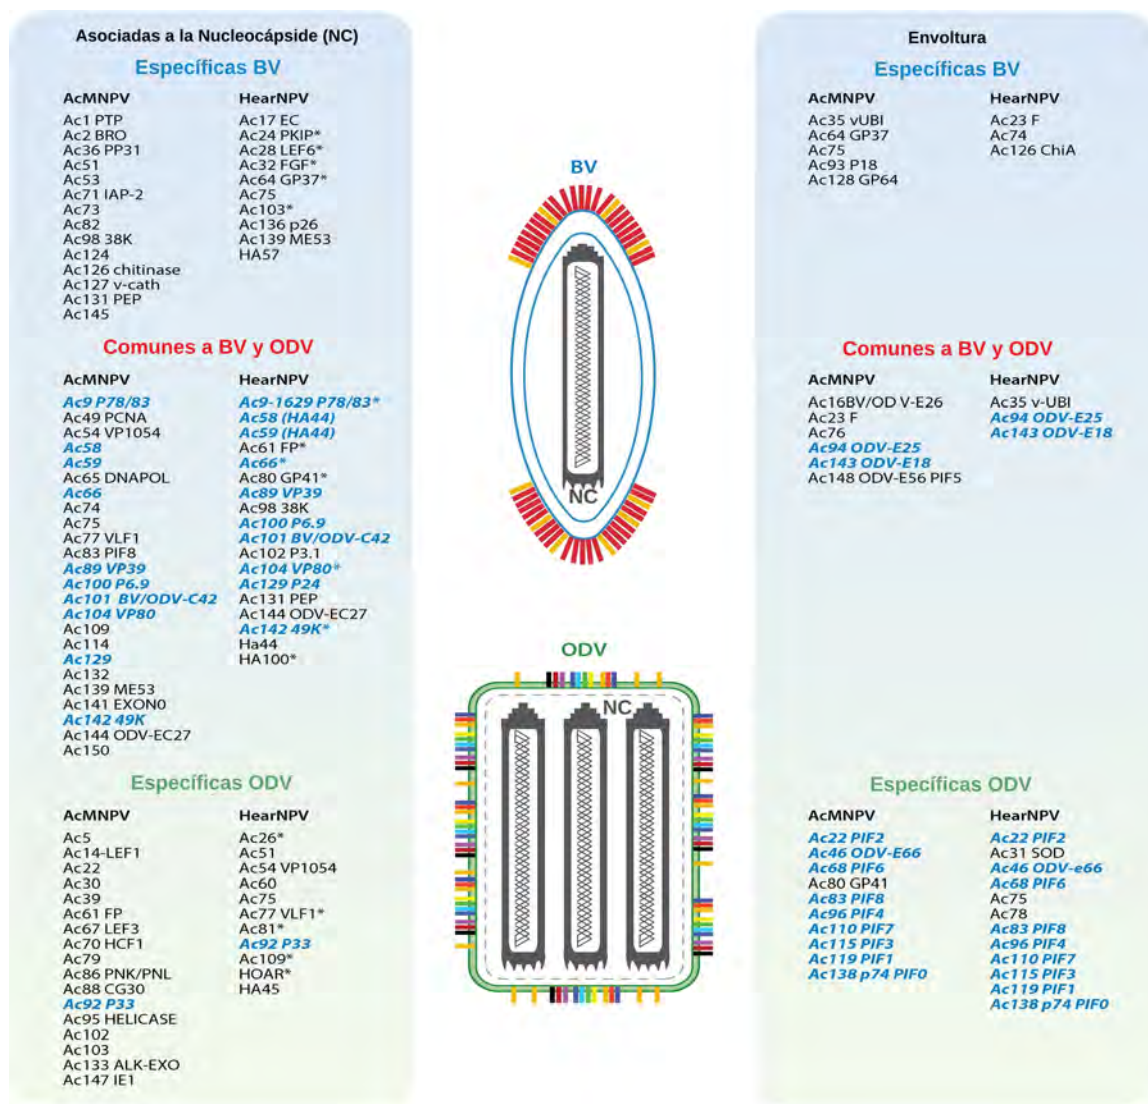 Asociadas a la Nucleocápside (NC)
Específicas BV
AcMNPV
Ac1 PTP
Ac2 BRO
Ac36 PP31
Ac51
Ac53
Ac71 IAP-2
Ac73
Ac82
Ac98 38K
Ac124
Ac126 chitinase
Ac127 v-cath
Ac131 PEP
Ac145
HearNPV
Ac17 EC
Ac24 PKIP*
Ac28 LEF6*
Ac32 FGF*
Ac64 GP37*
Ac75
Ac103*
Ac136 p26
Ac139 ME53
HA57
Comunes a BV y ODV
AcMNPV
Ac9 P78/83
Ac49 PCNA
Ac54 VP1054
Ac58
Ac59
Ac65 DNAPOL
Ac66
Ac74
Ac75
Ac77 VLF1
Ac83 PIF8
Ac89 VP39
Ac100 P6.9
Ac101 BV/ODV-C42
Ac104 VP80
Ac109
Ac114
Ac129
Ac132
Ac139 ME53
Ac141 EXON0
Ac142 49K
Ac144 ODV-EC27
Ac150
HearNPV
Ac9-1629 P78/83*
Ac58 (HA44)
Ac59 (HA44)
Ac61 FP*
Ac66*
Ac80 GP41*
Ac89 VP39
Ac98 38K
Ac100 P6.9
Ac101 BV/ODV-C42
Ac102 P3.1
Ac104 VP80*
Ac129 P24
Ac131 PEP
Ac144 ODV-EC27
Ac142 49K*
Ha44
HA100*
Específicas ODV
AcMNPV
Ac5
Ac14-LEF1
Ac22
Ac30
Ac39
Ac61 FP
Ac67 LEF3
Ac70 HCF1
Ac79
Ac86 PNK/PNL
Ac88 CG30
Ac92 P33
Ac95 HELICASE
Ac102
Ac103
Ac133 ALK-EXO
Ac147 IE1
HearNPV
Ac26*
Ac51
Ac54 VP1054
Ac60
Ac75
Ac77 VLF1*
Ac81*
Ac92 P33
Ac109*
HOAR*
HA45
BV
NC
ODV
NC
Envoltura
Específicas BV
AcMNPV
Ac35 vUBI
Ac64 GP37
Ac75
Ac93 P18
Ac128 GP64
HearNPV
Ac23 F
Ac74
Ac126 ChiA
Comunes a BV y ODV
AcMNPV
Ac16BV/OD V-E26
Ac23 F
Ac76
Ac94 ODV-E25
Ac143 ODV-E18
Ac148 ODV-E56 PIF5
HearNPV
Ac35 v-UBI
Ac94 ODV-E25
Ac143 ODV-E18
Específicas ODV
AcMNPV
Ac22 PIF2
Ac46 ODV-E66
Ac68 PIF6
Ac80 GP41
Ac83 PIF8
Ac96 PIF4
Ac110 PIF7
Ac115 PIF3
Ac119 PIF1
Ac138 p74 PIF0
HearNPV
Ac22 PIF2
Ac31 SOD
Ac46 ODV-e66
Ac68 PIF6
Ac75
Ac78
Ac83 PIF8
Ac96 PIF4
Ac110 PIF7
Ac115 PIF3
Ac119 PIF1
Ac138 p74 PIF0